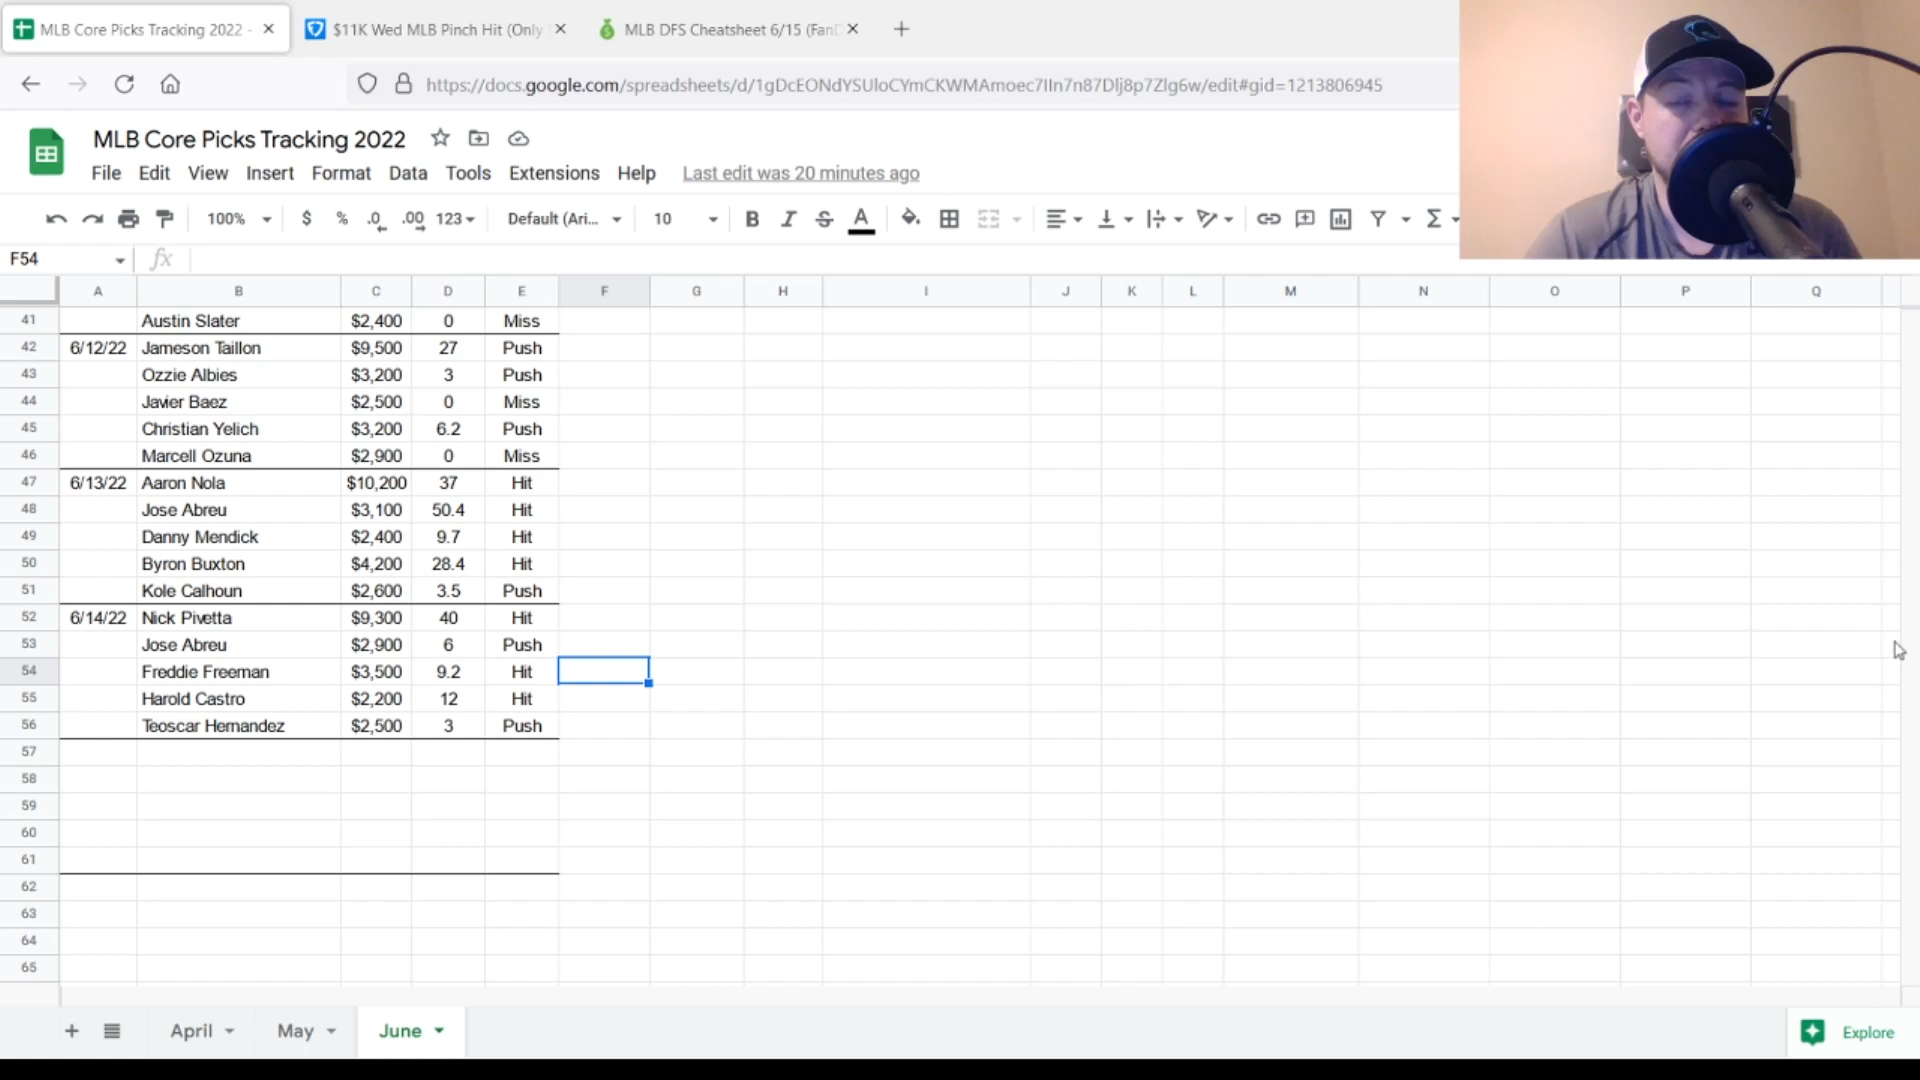 MLB Core Picks Tracking 2022 -
$11K Wed MLB Pinch Hit (Only
MLB DFS Cheatsheet 6/15 (Fan
https://docs.google.com/spreadsheets/d/
/edit#gid=1213806945
MLB Core Picks Tracking 2022
File Edit View Insert Format Data Tools Extensions Help Last edit was 20 minutes ago
100% $ % .0 .00 123 Default (Ari... 10 B I S A Σ
F54 fx
A B C D E F G H I J K L M N O P Q
41 Austin Slater $2,400 0 Miss
42 6/12/22 Jameson Taillon $9,500 27 Push
43 Ozzie Albies $3,200 3 Push
44 Javier Baez $2,500 0 Miss
45 Christian Yelich $3,200 6.2 Push
46 Marcell Ozuna $2,900 0 Miss
47 6/13/22 Aaron Nola $10,200 37 Hit
48 Jose Abreu $3,100 50.4 Hit
49 Danny Mendick $2,400 9.7 Hit
50 Byron Buxton $4,200 28.4 Hit
51 Kole Calhoun $2,600 3.5 Push
52 6/14/22 Nick Pivetta $9,300 40 Hit
53 Jose Abreu $2,900 6 Push
54 Freddie Freeman $3,500 9.2 Hit
55 Harold Castro $2,200 12 Hit
56 Teoscar Hernandez $2,500 3 Push
57
58
59
60
61
62
63
64
65
+ April May June Explore